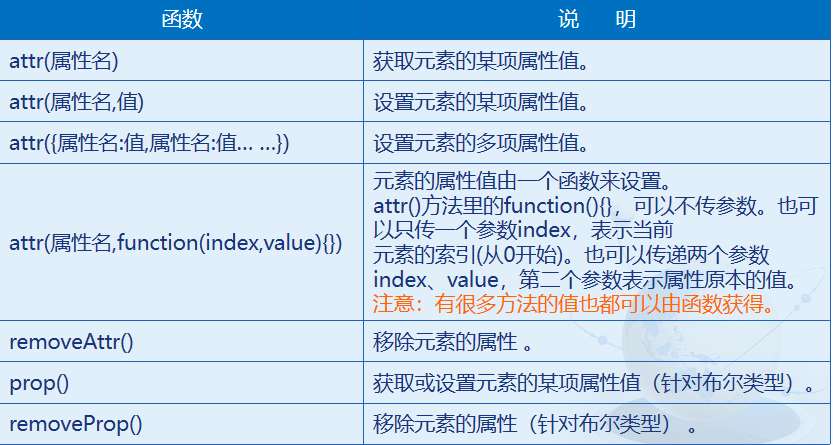 函数
说 明
attr(属性名)
获取元素的某项属性值。
attr(属性名,值)
设置元素的某项属性值。
attr({属性名:值,属性名:值... ...})
设置元素的多项属性值。
attr(属性名,function(index,value){})
元素的属性值由一个函数来设置。
attr()方法里的function(){}，可以不传参数。也可
以只传一个参数index，表示当前
元素的索引(从0开始)。也可以传递两个参数
index、value，第二个参数表示属性原本的值。
注意：有很多方法的值也都可以由函数获得。
removeAttr()
移除元素的属性 。
prop()
获取或设置元素的某项属性值（针对布尔类型）。
removeProp()
移除元素的属性（针对布尔类型） 。